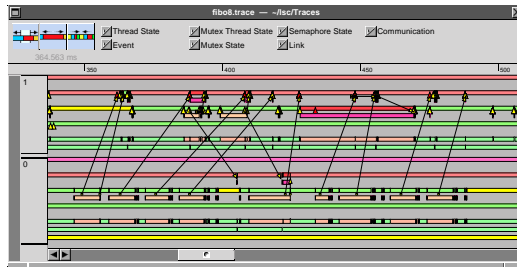 fibo8.trace — ~/lsc/Traces
Thread State Mutex Thread State Semaphore State Communication
Event Mutex State Link
364.563 ms
350 400 450 500
1
0